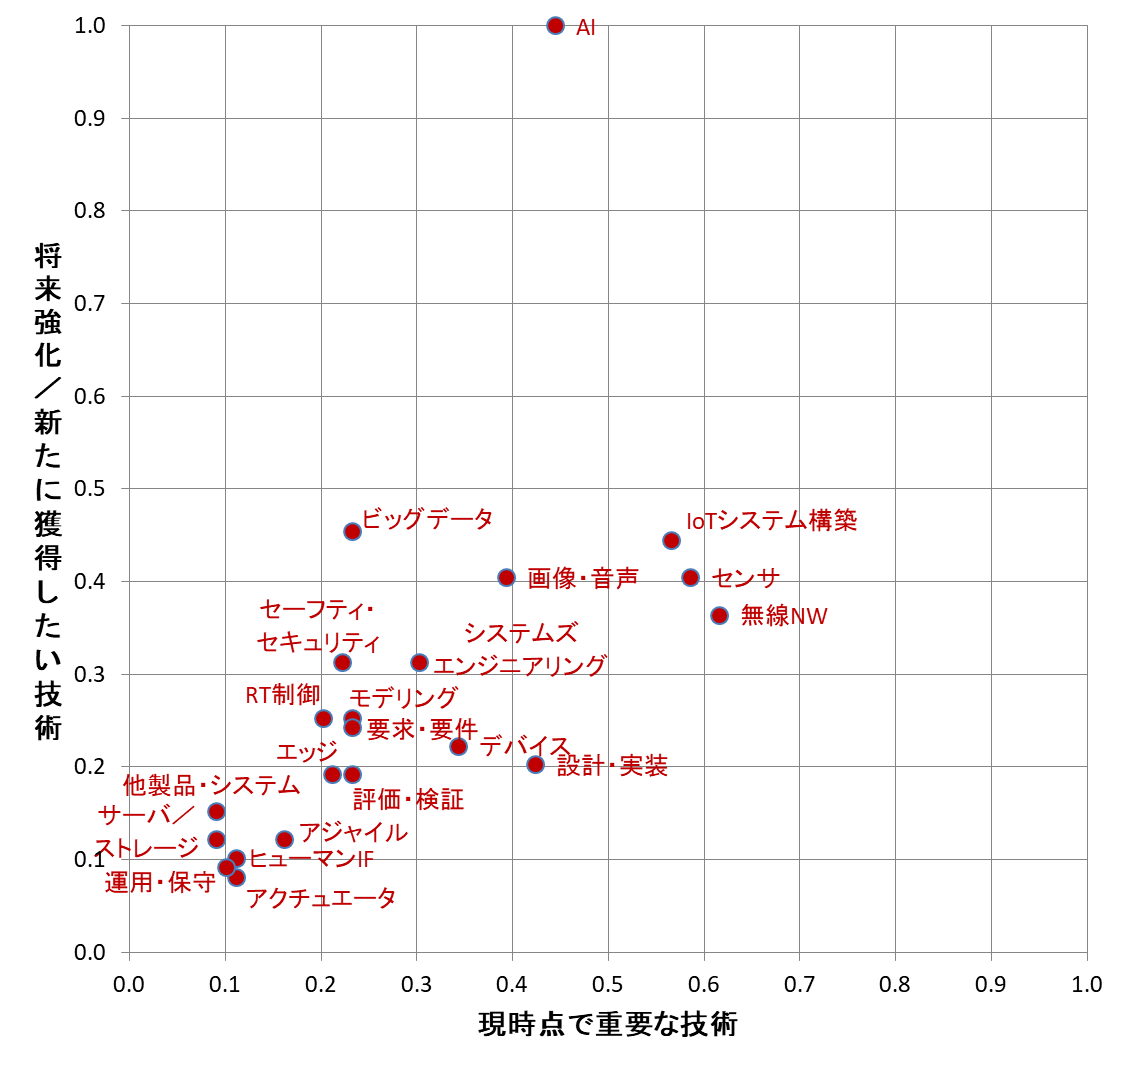 1.0
AI
0.9
0.8
0.7
0.6
0.5
0.4
0.3
0.2
0.1
0.0
将来強化／新たに獲得したい技術
ビッグデータ
IoTシステム構築
画像・音声
センサ
無線NW
セーフティ・
セキュリティ
システムズ
エンジニアリング
RT制御
モデリング
要求・要件
デバイス
エッジ
設計・実装
他製品・システム
評価・検証
サーバ／
ストレージ
アジャイル
ヒューマンIF
運用・保守
アクチュエータ
0.0 0.1 0.2 0.3 0.4 0.5 0.6 0.7 0.8 0.9 1.0
現時点で重要な技術